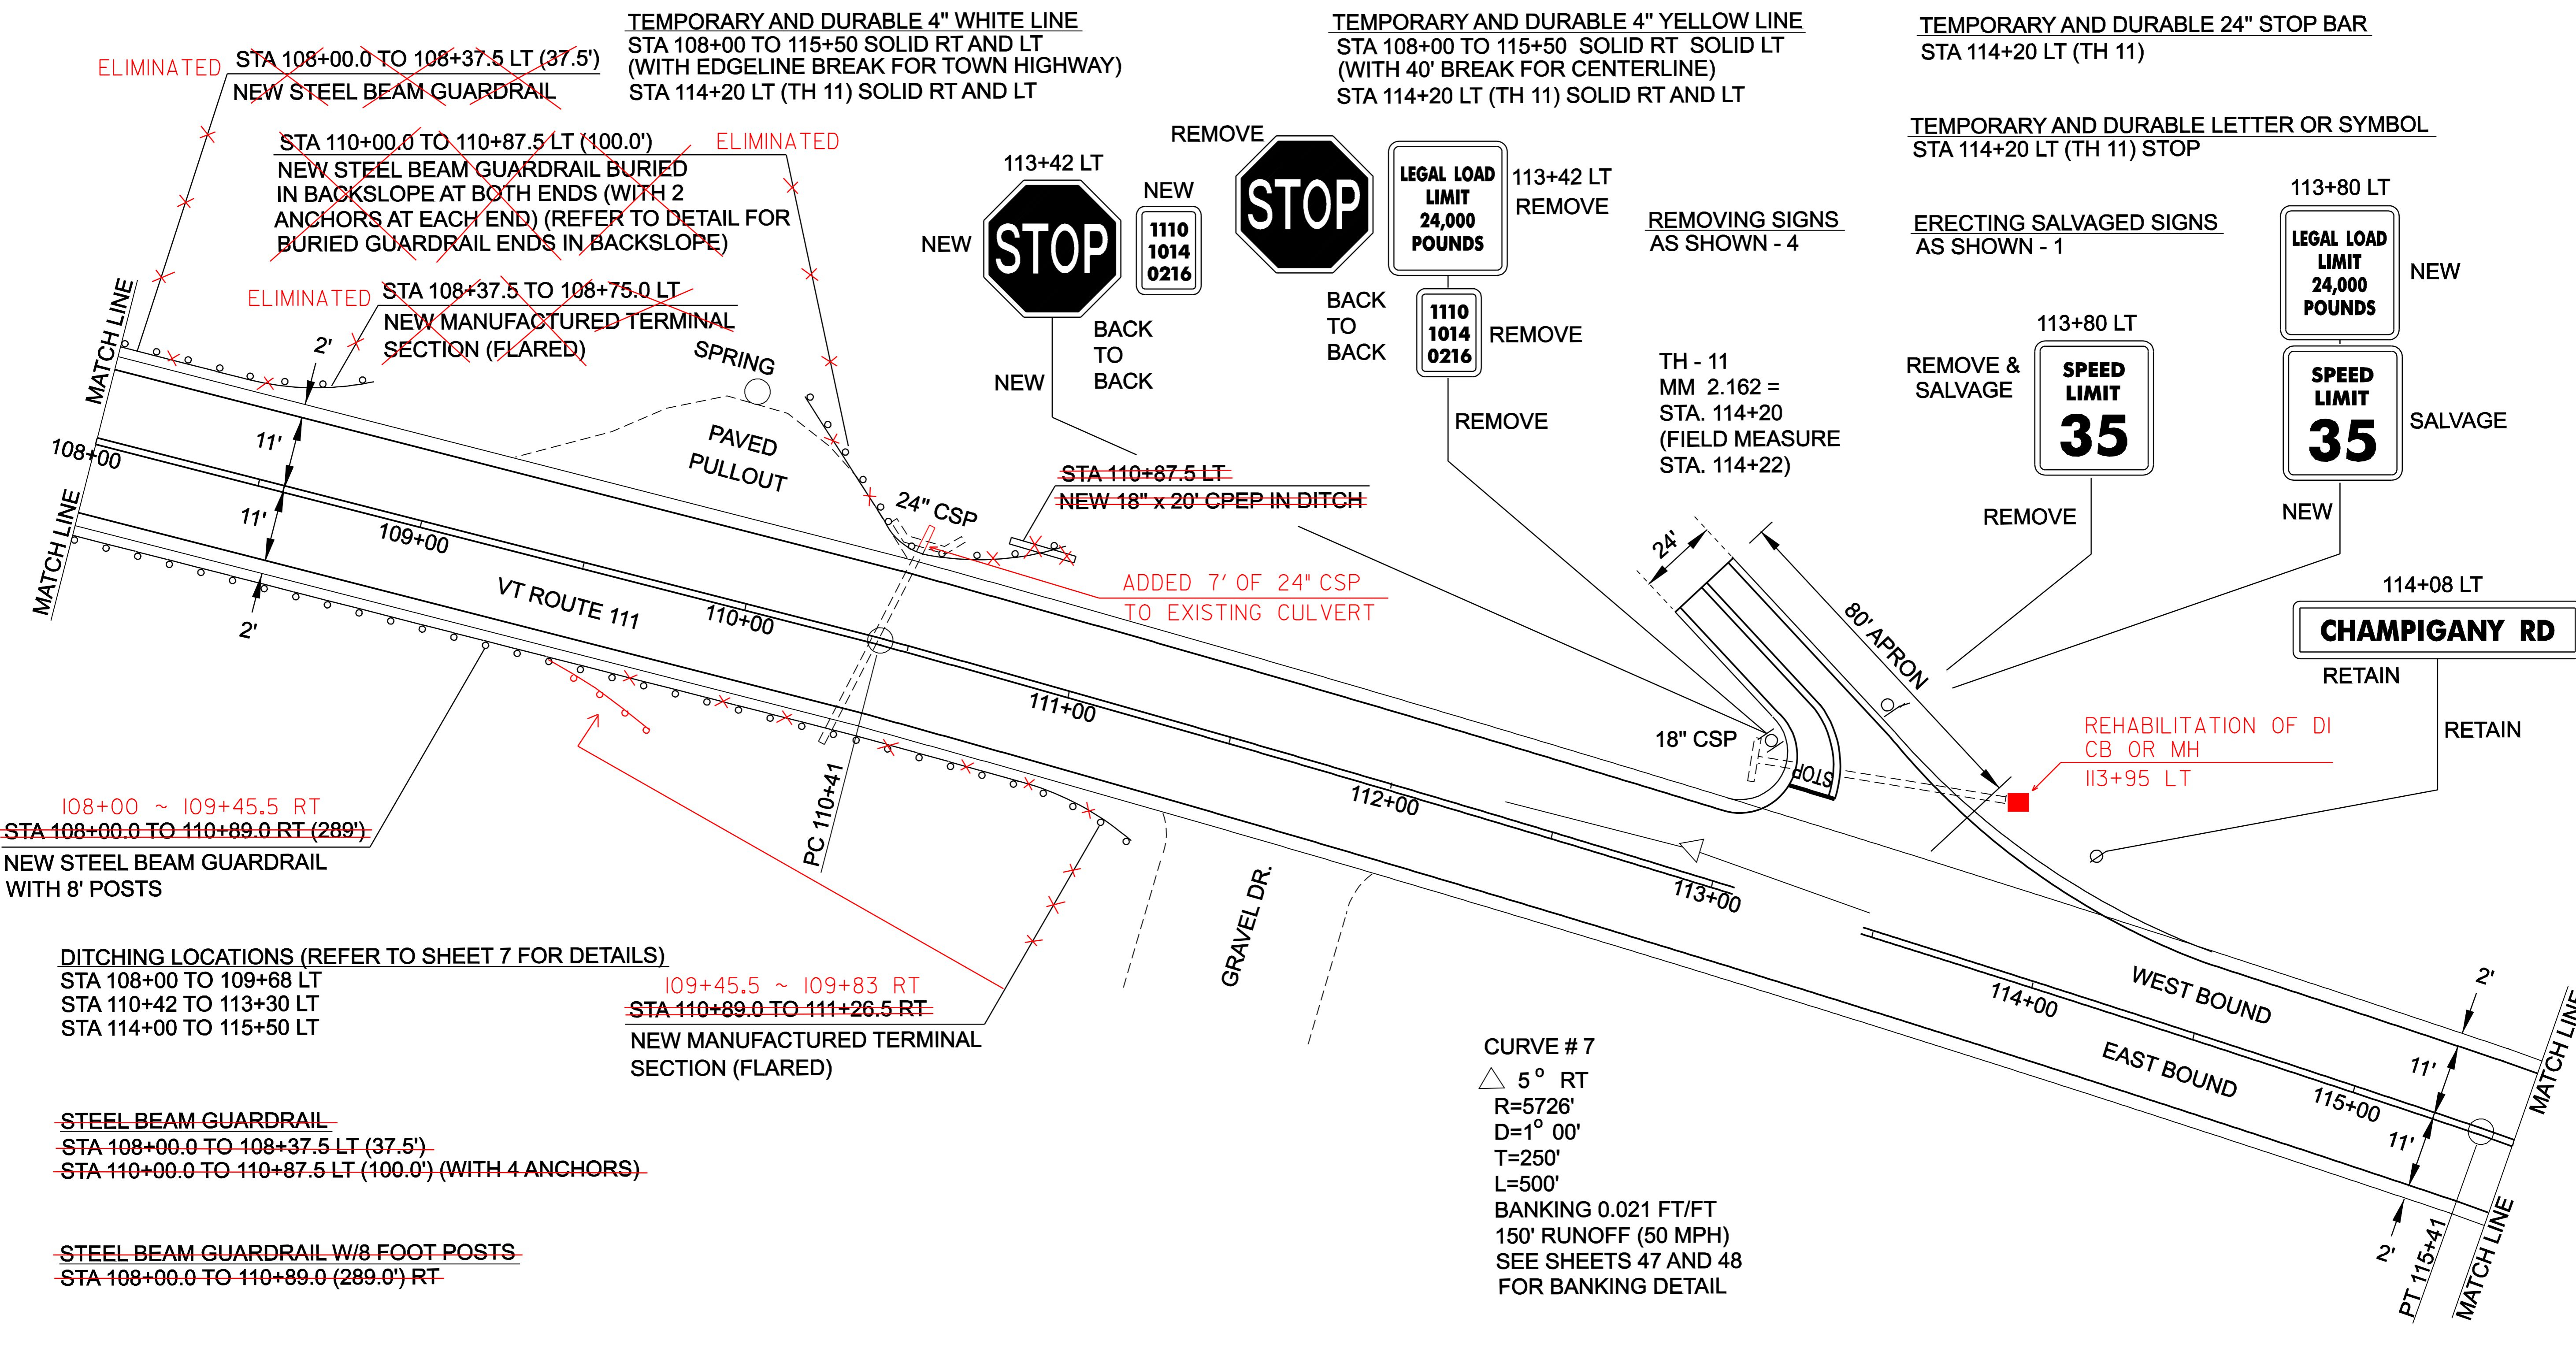 ELIMINATED
STA 108+00.0 TO 108+37.5 LT (37.5')
NEW STEEL BEAM GUARDRAIL
TEMPORARY AND DURABLE 4" WHITE LINE
STA 108+00 TO 115+50 SOLID RT AND LT
(WITH EDGELINE BREAK FOR TOWN HIGHWAY)
STA 114+20 LT (TH 11) SOLID RT AND LT
TEMPORARY AND DURABLE 4" YELLOW LINE
STA 108+00 TO 115+50 SOLID RT SOLID LT
(WITH 40' BREAK FOR CENTERLINE)
STA 114+20 LT (TH 11) SOLID RT AND LT
TEMPORARY AND DURABLE 24" STOP BAR
STA 114+20 LT (TH 11)
TEMPORARY AND DURABLE LETTER OR SYMBOL
STA 114+20 LT (TH 11) STOP
STA 110+00.0 TO 110+87.5 LT (100.0')
ELIMINATED
NEW STEEL BEAM GUARDRAIL BURIED
IN BACKSLOPE AT BOTH ENDS (WITH 2
ANCHORS AT EACH END) (REFER TO DETAIL FOR
BURIED GUARDRAIL ENDS IN BACKSLOPE)
ELIMINATED
STA 108+37.5 TO 108+75.0 LT
NEW MANUFACTURED TERMINAL
SECTION (FLARED)
113+42 LT
NEW
STOP
NEW
1110
1014
0216
NEW
BACK
TO
BACK
REMOVE
STOP
LEGAL LOAD
LIMIT
24,000
POUNDS
113+42 LT
REMOVE
BACK
TO
BACK
1110
1014
0216
REMOVE
REMOVE
REMOVING SIGNS
AS SHOWN - 4
ERECTING SALVAGED SIGNS
AS SHOWN - 1
TH - 11
MM 2.162 =
STA. 114+20
(FIELD MEASURE
STA. 114+22)
113+80 LT
REMOVE &
SALVAGE
SPEED
LIMIT
35
REMOVE
113+80 LT
LEGAL LOAD
LIMIT
24,000
POUNDS
NEW
SPEED
LIMIT
35
SALVAGE
NEW
114+08 LT
CHAMPIGANY RD
RETAIN
RETAIN
MATCH LINE
MATCH LINE
2'
11'
11'
2'
SPRING
PAVED
PULLOUT
24" CSP
STA 110+87.5 LT
NEW 18" x 20' CPEP IN DITCH
ADDED 7' OF 24" CSP
TO EXISTING CULVERT
108+00
109+00
VT ROUTE 111
110+00
111+00
112+00
113+00
114+00
115+00
PC 110+41
24'
80' APRON
18" CSP
STOP
REHABILITATION OF DI
CB OR MH
113+95 LT
GRAVEL DR.
WEST BOUND
EAST BOUND
2'
11'
11'
2'
MATCH LINE
MATCH LINE
PT 115+41
108+00 ~ 109+45.5 RT
STA 108+00.0 TO 110+89.0 RT (289')
NEW STEEL BEAM GUARDRAIL
WITH 8' POSTS
DITCHING LOCATIONS (REFER TO SHEET 7 FOR DETAILS)
STA 108+00 TO 109+68 LT
STA 110+42 TO 113+30 LT
STA 114+00 TO 115+50 LT
109+45.5 ~ 109+83 RT
STA 110+89.0 TO 111+26.5 RT
NEW MANUFACTURED TERMINAL
SECTION (FLARED)
STEEL BEAM GUARDRAIL
STA 108+00.0 TO 108+37.5 LT (37.5')
STA 110+00.0 TO 110+87.5 LT (100.0') (WITH 4 ANCHORS)
STEEL BEAM GUARDRAIL W/8 FOOT POSTS
STA 108+00.0 TO 110+89.0 (289.0') RT
CURVE # 7
△ 5° RT
R=5726'
D=1° 00'
T=250'
L=500'
BANKING 0.021 FT/FT
150' RUNOFF (50 MPH)
SEE SHEETS 47 AND 48
FOR BANKING DETAIL